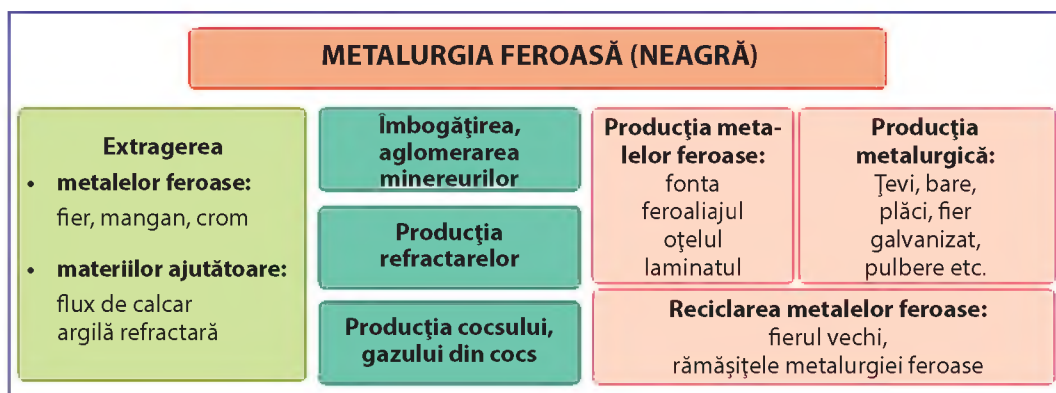 METALURGIA FEROASĂ (NEAGRĂ)
Extragerea
• metalelor feroase:
fier, mangan, crom
• materiilor ajutătoare:
flux de calcar
argilă refractară
Îmbogăţirea,
aglomerarea
minereurilor
Producţia
refractarelor
Producţia cocsului,
gazului din cocs
Producţia meta-
lelor feroase:
fonta
feroaliajul
oţelul
laminatul
Producţia
metalurgică:
Ţevi, bare,
plăci, fier
galvanizat,
pulbere etc.
Reciclarea metalelor feroase:
fierul vechi,
rămăşiţele metalurgiei feroase